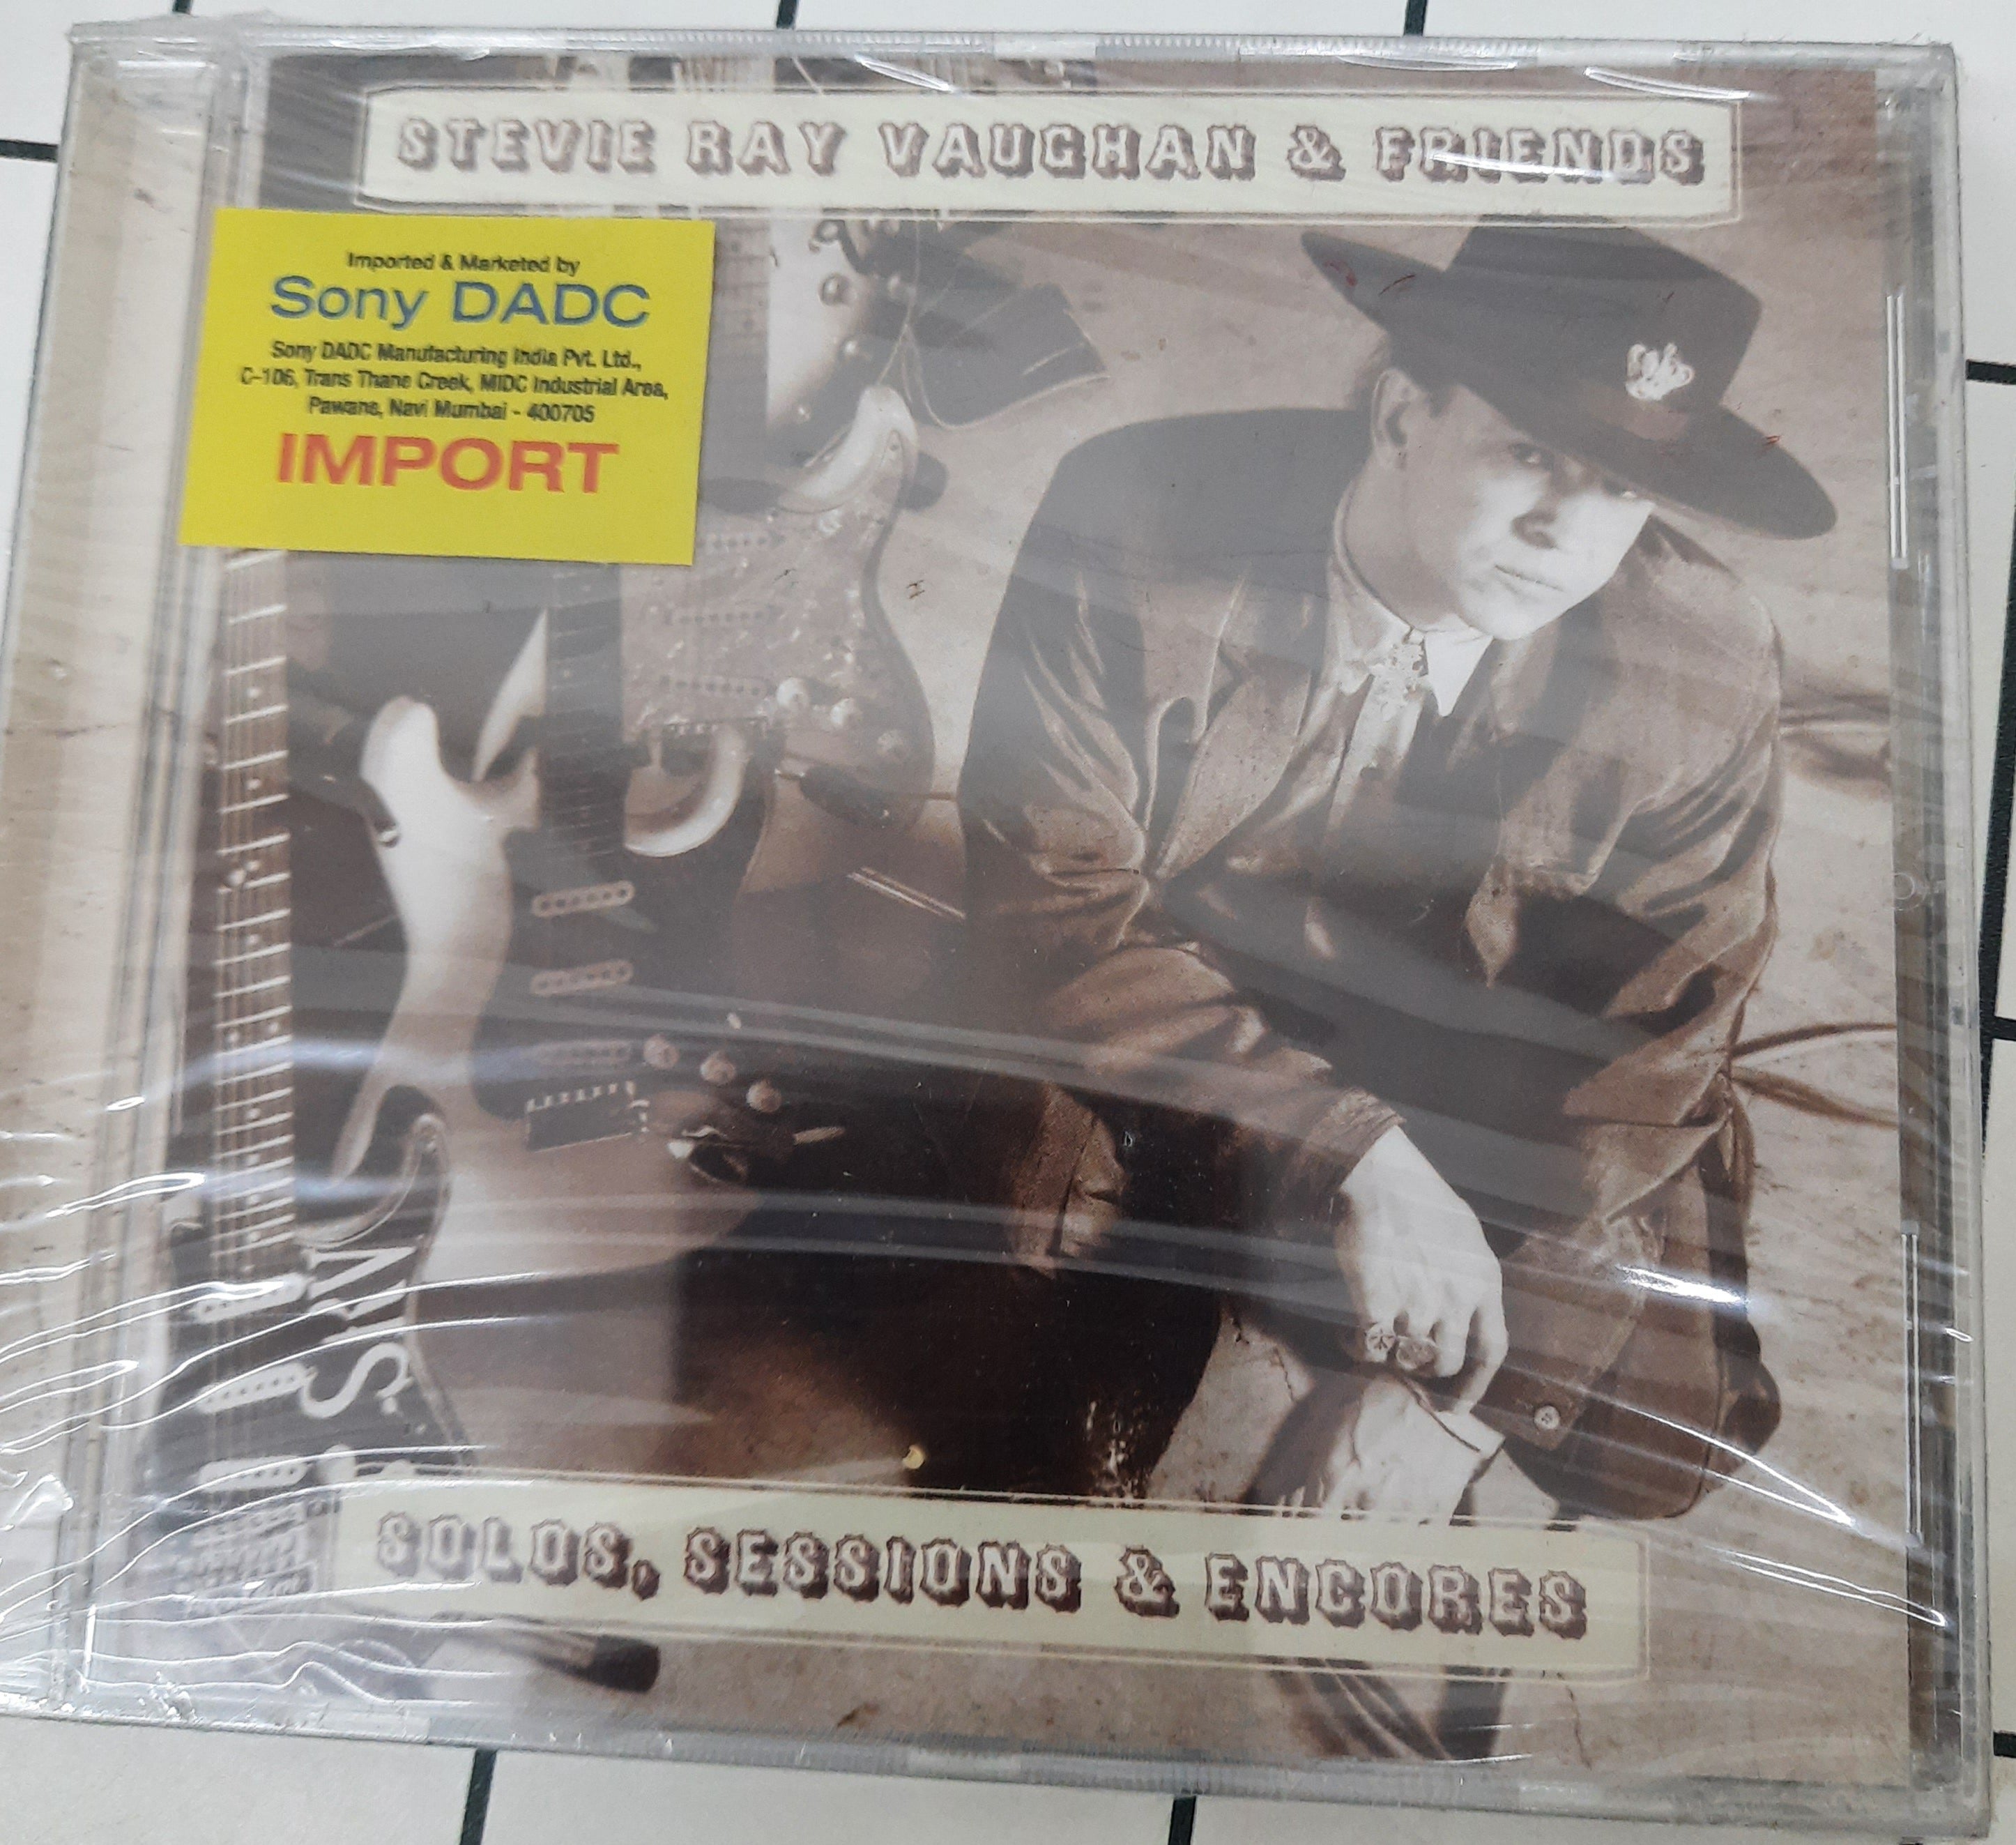 STEVIE RAY VAUGHAN & FRIENDS
Imported & Marketed by
Sony DADC
Sony DADC Manufacturing India Pvt. Ltd.,
C-106, Trans Thane Creek, MIDC Industrial Area,
Pawane, Navi Mumbai - 400705
IMPORT
SRV
SOLOS, SESSIONS & ENCORES